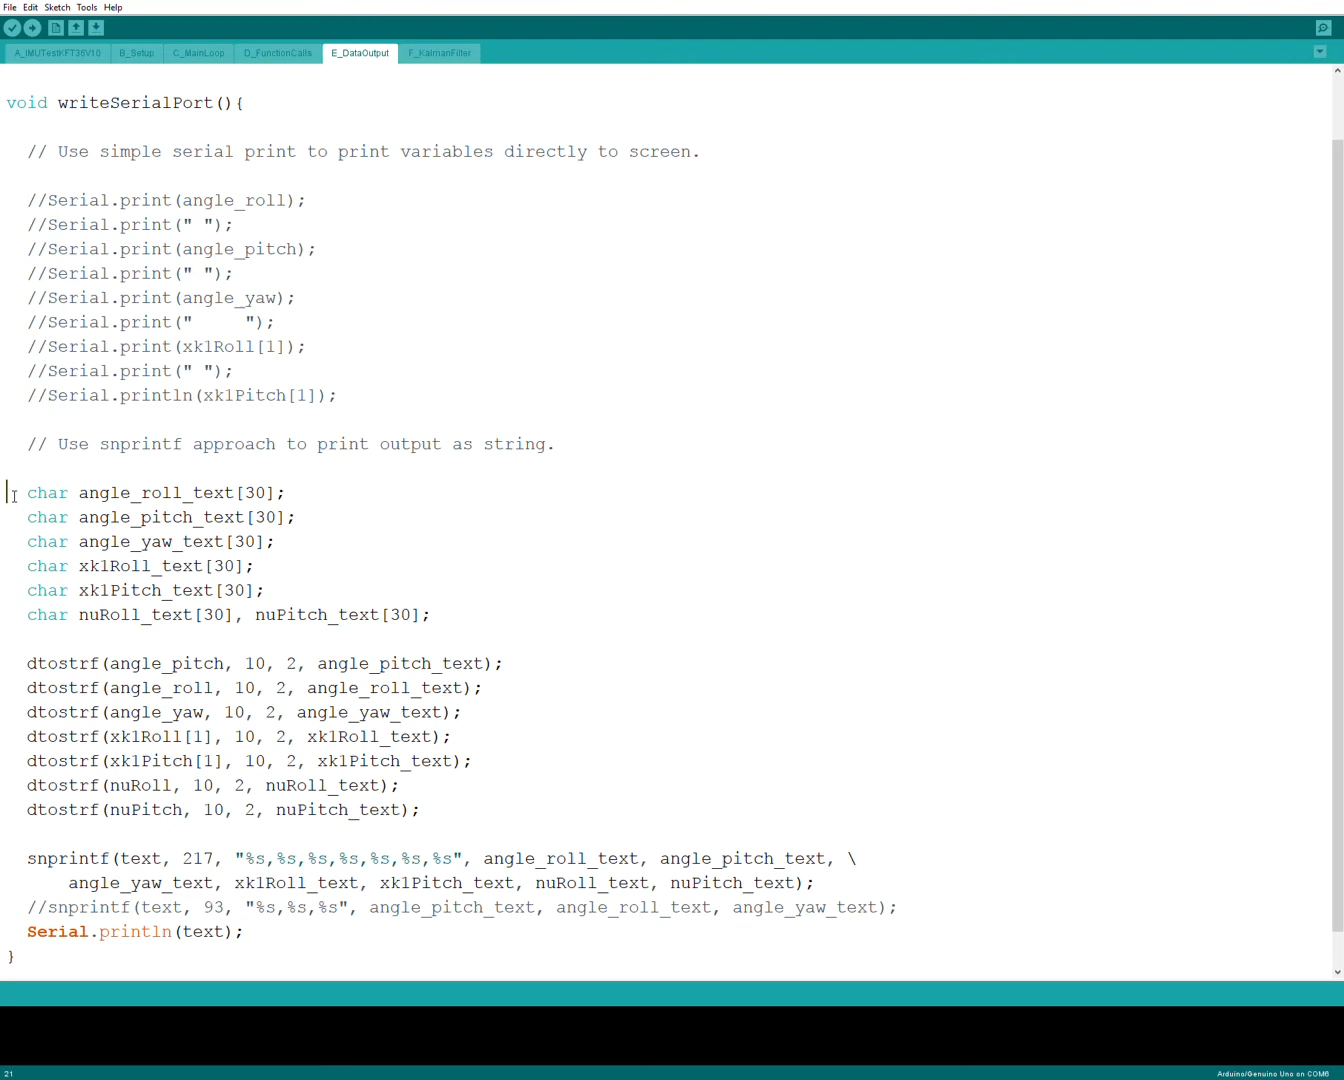 File Edit Sketch Tools Help
A_IMUTestKFT36V10 B_Setup C_MainLoop D_FunctionCalls E_DataOutput F_KalmanFilter
void writeSerialPort(){
// Use simple serial print to print variables directly to screen.
//Serial.print(angle_roll);
//Serial.print(" ");
//Serial.print(angle_pitch);
//Serial.print(" ");
//Serial.print(angle_yaw);
//Serial.print("     ");
//Serial.print(xk1Roll[1]);
//Serial.print(" ");
//Serial.println(xk1Pitch[1]);
// Use snprintf approach to print output as string.
char angle_roll_text[30];
char angle_pitch_text[30];
char angle_yaw_text[30];
char xk1Roll_text[30];
char xk1Pitch_text[30];
char nuRoll_text[30], nuPitch_text[30];
dtostrf(angle_pitch, 10, 2, angle_pitch_text);
dtostrf(angle_roll, 10, 2, angle_roll_text);
dtostrf(angle_yaw, 10, 2, angle_yaw_text);
dtostrf(xk1Roll[1], 10, 2, xk1Roll_text);
dtostrf(xk1Pitch[1], 10, 2, xk1Pitch_text);
dtostrf(nuRoll, 10, 2, nuRoll_text);
dtostrf(nuPitch, 10, 2, nuPitch_text);
snprintf(text, 217, "%s,%s,%s,%s,%s,%s,%s", angle_roll_text, angle_pitch_text, \
angle_yaw_text, xk1Roll_text, xk1Pitch_text, nuRoll_text, nuPitch_text);
//snprintf(text, 93, "%s,%s,%s", angle_pitch_text, angle_roll_text, angle_yaw_text);
Serial.println(text);
}
21 Arduino/Genuino Uno on COM6